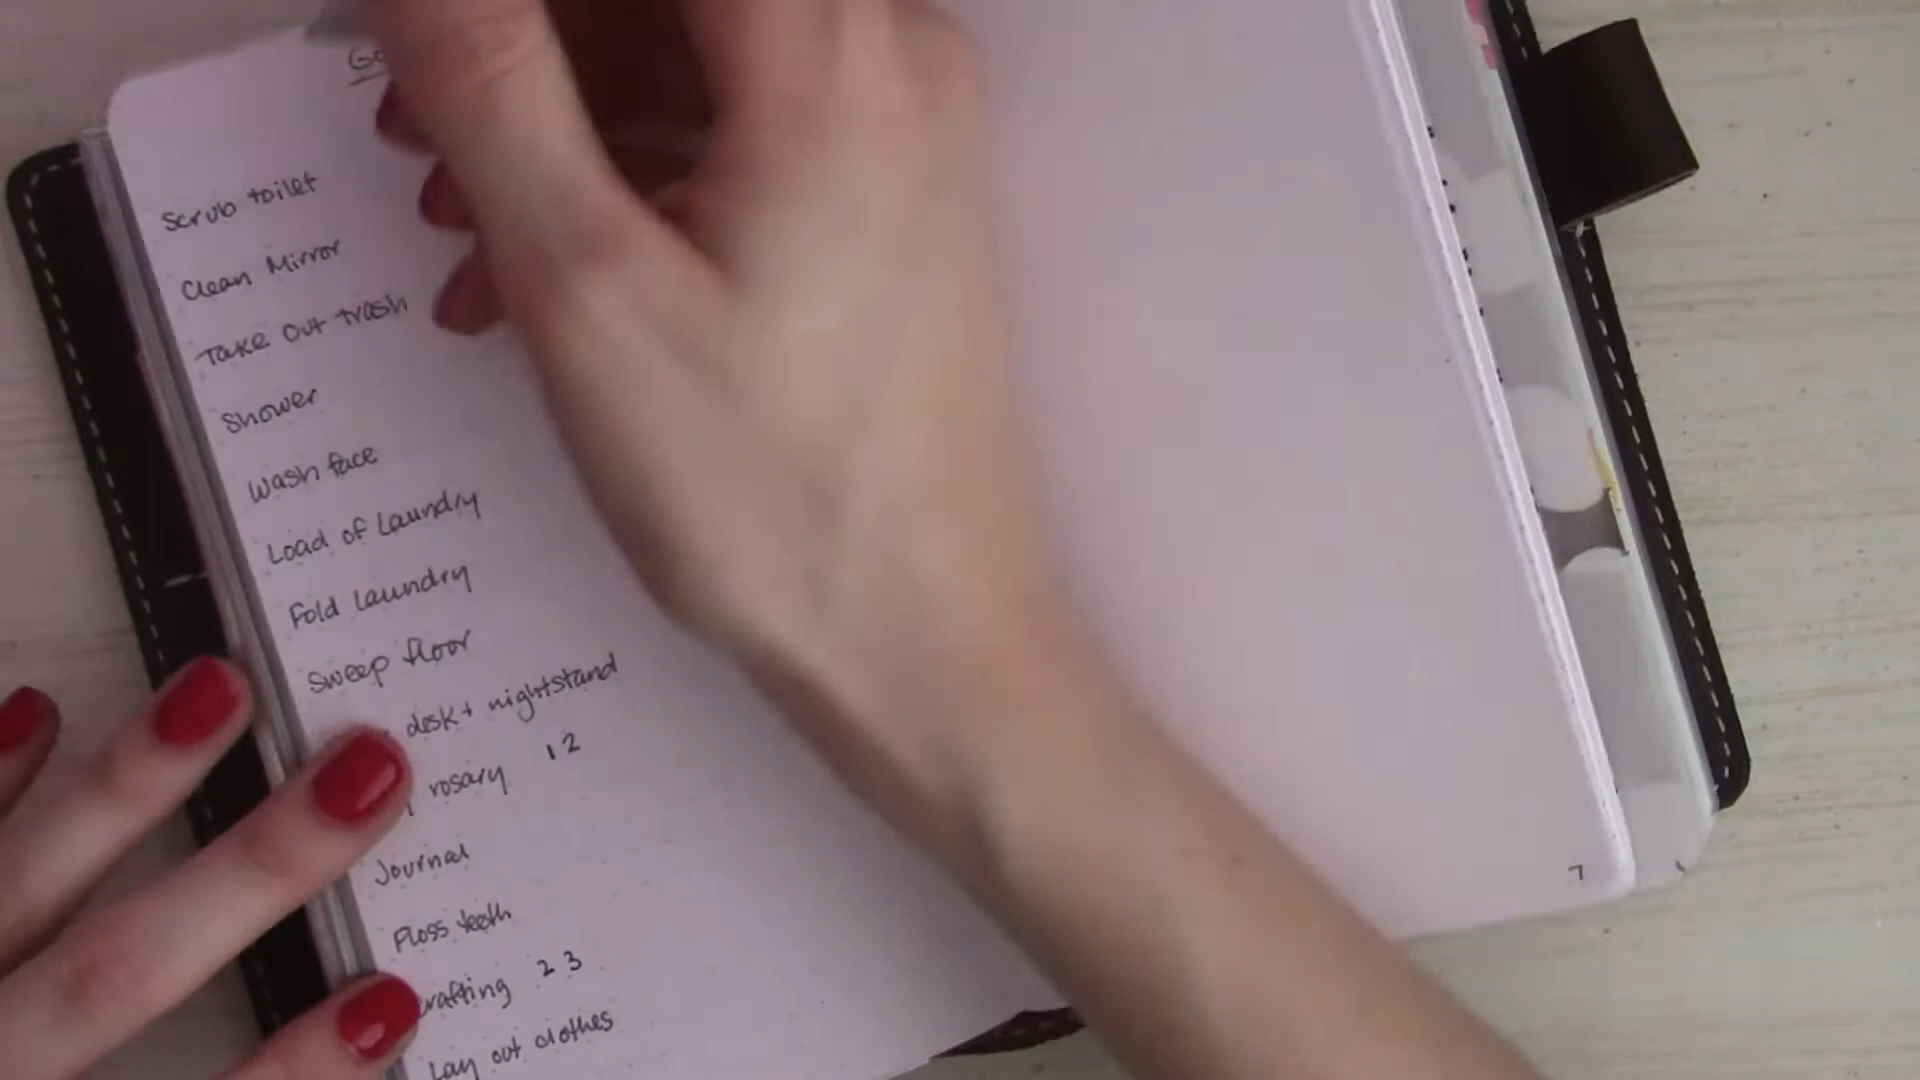 Scrub toilet
Clean Mirror
Take Out trash
Shower
Wash face
Load of Laundry
Fold Laundry
Sweep floor
desk + nightstand
rosary 1 2
Journal
Floss teeth
crafting 2 3
Lay out clothes
7